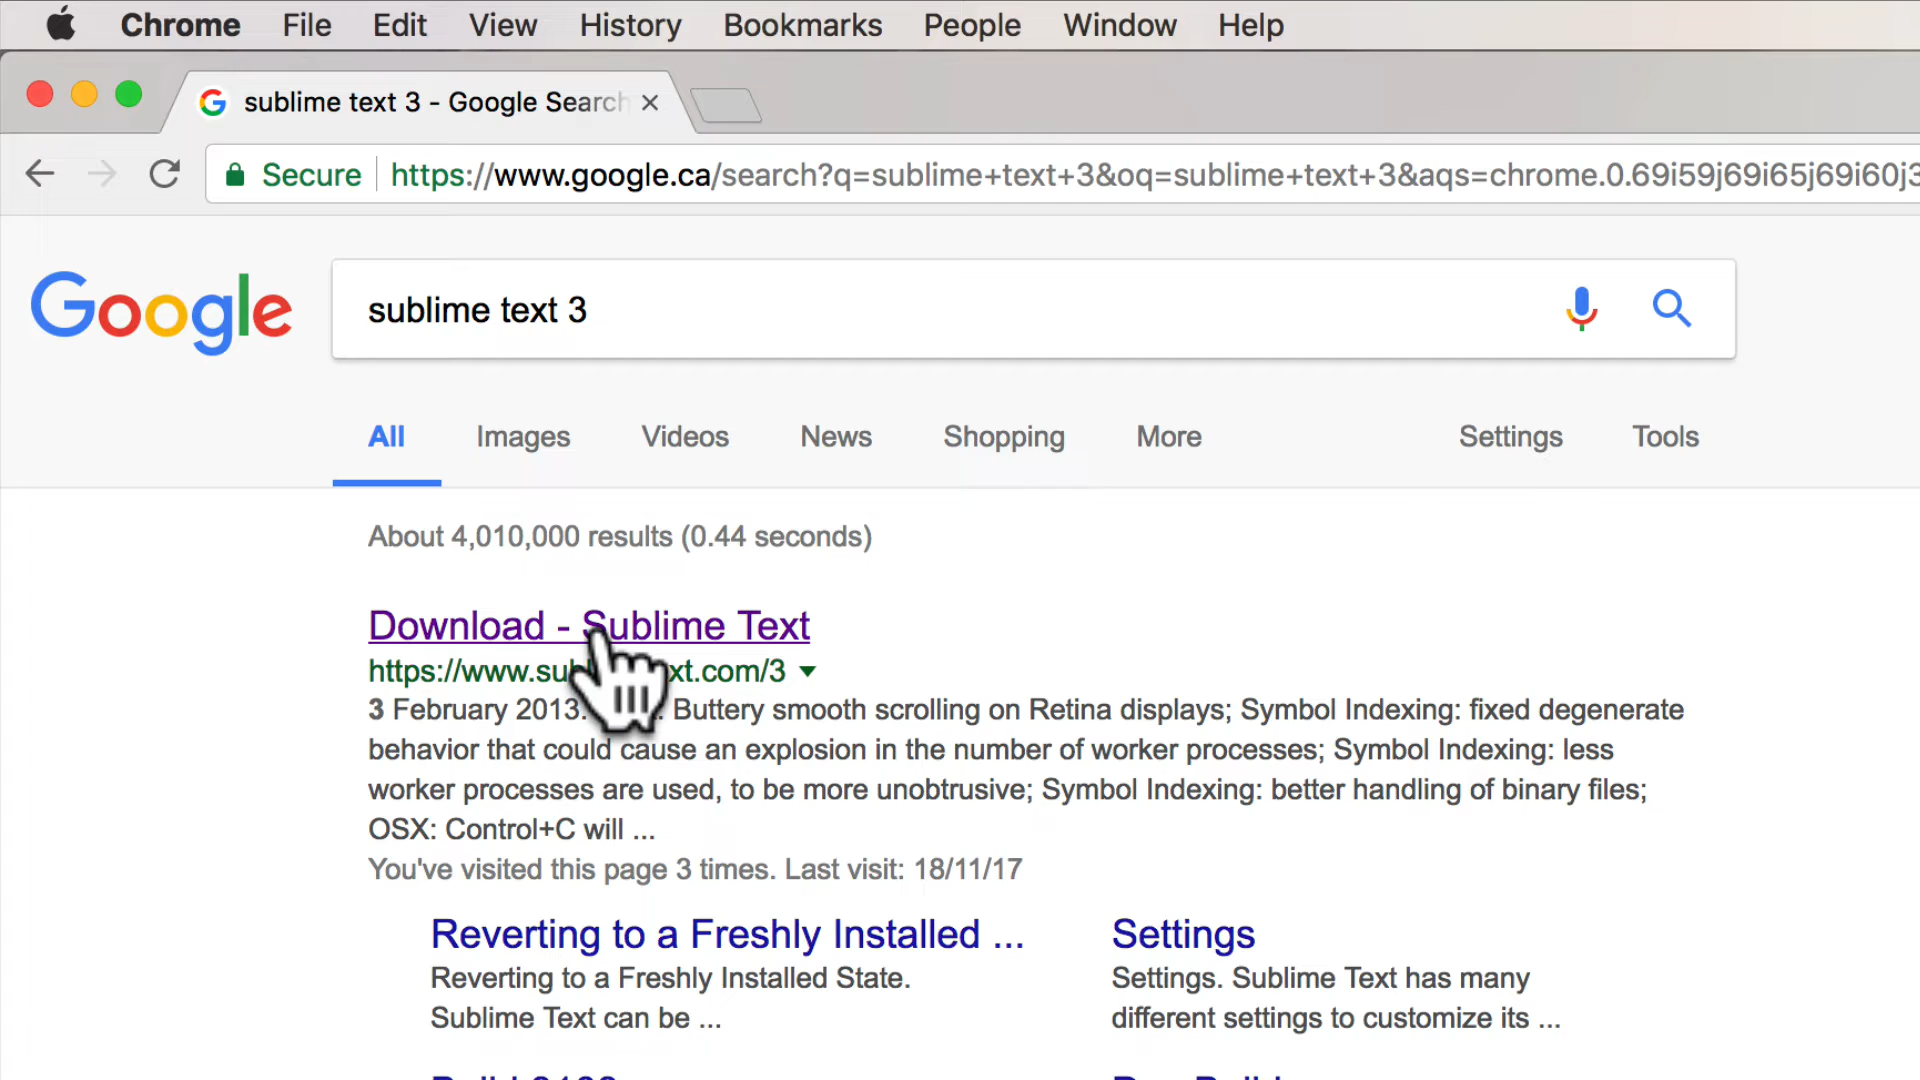 Chrome File Edit View History Bookmarks People Window Help
sublime text 3 - Google Search
Secure https://www.google.ca/search?q=sublime+text+3&oq=sublime+text+3&aqs=chrome.0.69i59j69i65j69i60j3
Google sublime text 3
All Images Videos News Shopping More Settings Tools
About 4,010,000 results (0.44 seconds)
Download - Sublime Text
https://www.su xt.com/3
3 February 2013. Buttery smooth scrolling on Retina displays; Symbol Indexing: fixed degenerate
behavior that could cause an explosion in the number of worker processes; Symbol Indexing: less
worker processes are used, to be more unobtrusive; Symbol Indexing: better handling of binary files;
OSX: Control+C will ...
You've visited this page 3 times. Last visit: 18/11/17
Reverting to a Freshly Installed ... Settings
Reverting to a Freshly Installed State. Settings. Sublime Text has many
Sublime Text can be ... different settings to customize its ...